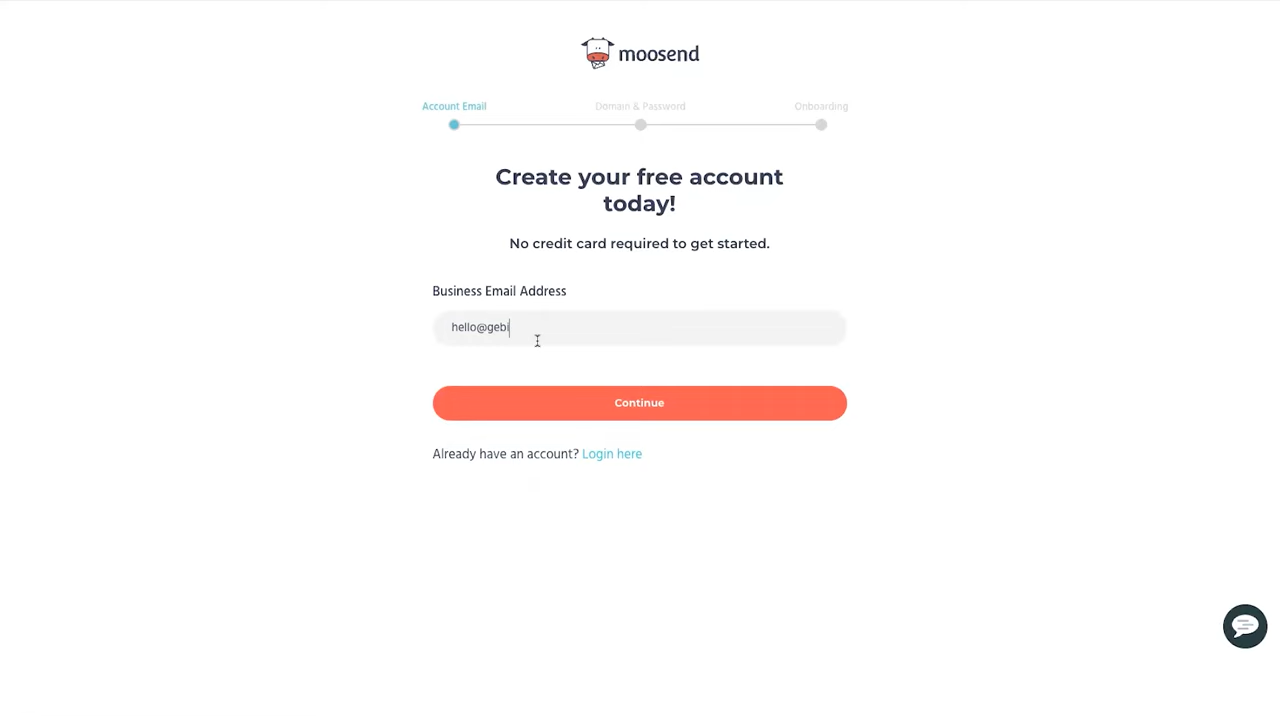 moosend
Account Email
Domain & Password
Onboarding
Create your free account
today!
No credit card required to get started.
Business Email Address
hello@gebi
Continue
Already have an account? Login here